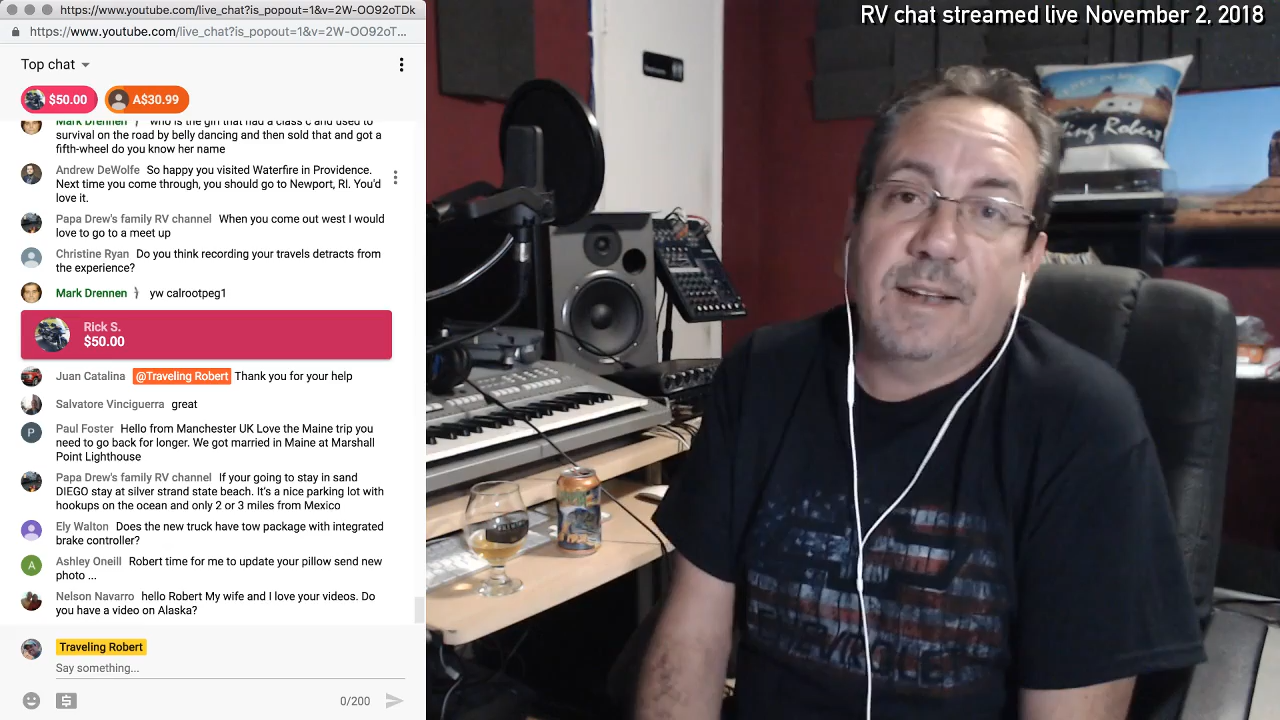 https://www.youtube.com/live_chat?is_popout=1&v=2W-OO92oTDk
RV chat streamed live November 2, 2018
https://www.youtube.com/live_chat?is_popout=1&v=2W-OO92oT...
Top chat
$50.00
A$30.99
Mark Drennen who is the girl that had a class c and used to
survival on the road by belly dancing and then sold that and got a
fifth-wheel do you know her name
Andrew DeWolfe So happy you visited Waterfire in Providence.
Next time you come through, you should go to Newport, RI. You'd
love it.
Papa Drew's family RV channel When you come out west I would
love to go to a meet up
Christine Ryan Do you think recording your travels detracts from
the experience?
Mark Drennen yw calrootpeg1
Rick S.
$50.00
Juan Catalina @Traveling Robert Thank you for your help
Salvatore Vinciguerra great
P
Paul Foster Hello from Manchester UK Love the Maine trip you
need to go back for longer. We got married in Maine at Marshall
Point Lighthouse
Papa Drew's family RV channel If your going to stay in sand
DIEGO stay at silver strand state beach. It's a nice parking lot with
hookups on the ocean and only 2 or 3 miles from Mexico
Ely Walton Does the new truck have tow package with integrated
brake controller?
A
Ashley Oneill Robert time for me to update your pillow send new
photo ...
Nelson Navarro hello Robert My wife and I love your videos. Do
you have a video on Alaska?
Traveling Robert
Say something...
0/200
ling Robert